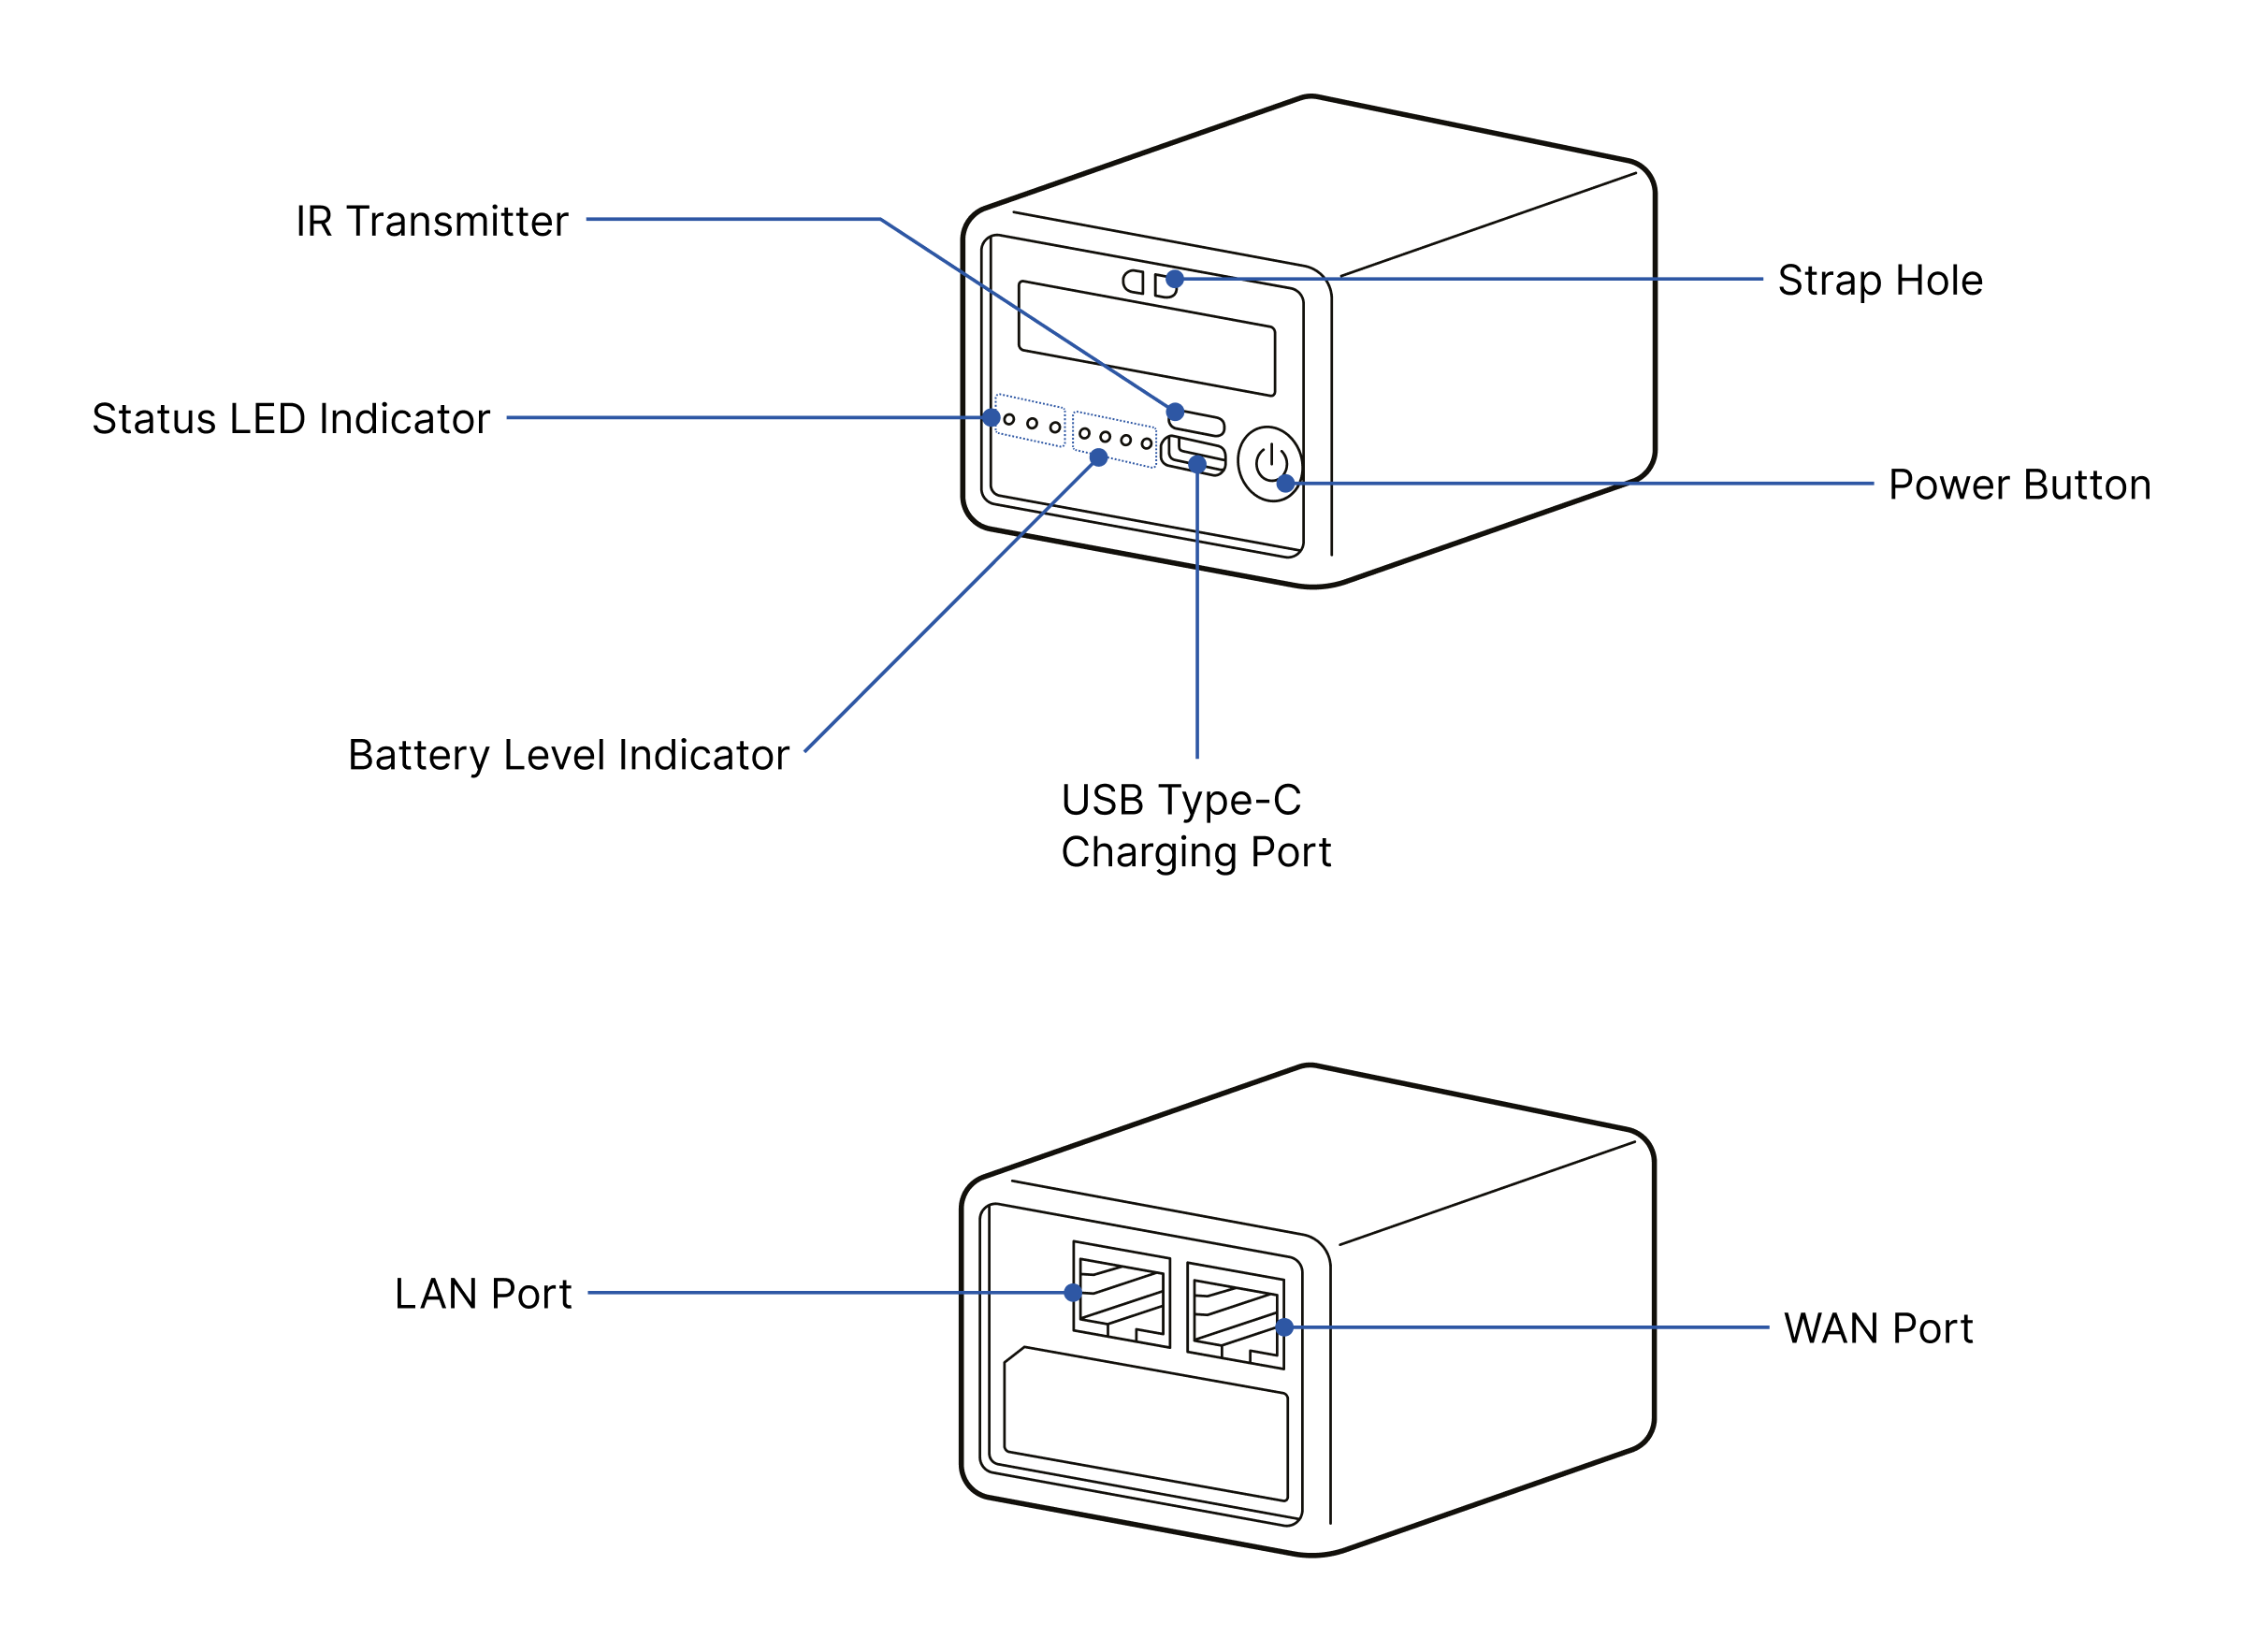 IR Transmitter
Strap Hole
Status LED Indicator
Power Button
Battery Level Indicator
USB Type-C
Charging Port
LAN Port
WAN Port